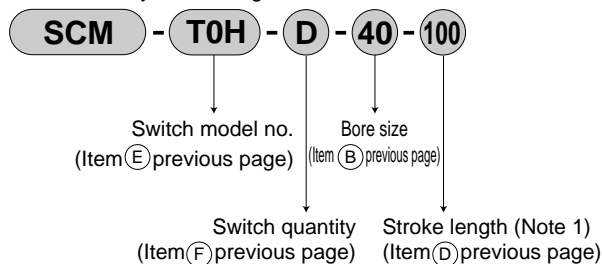 SCM - T0H - D - 40 - 100
Switch model no.
(Item Ⓔ previous page)
Bore size
(Item Ⓑ previous page)
Switch quantity
(Item Ⓕ previous page)
Stroke length (Note 1)
(Item Ⓓ previous page)